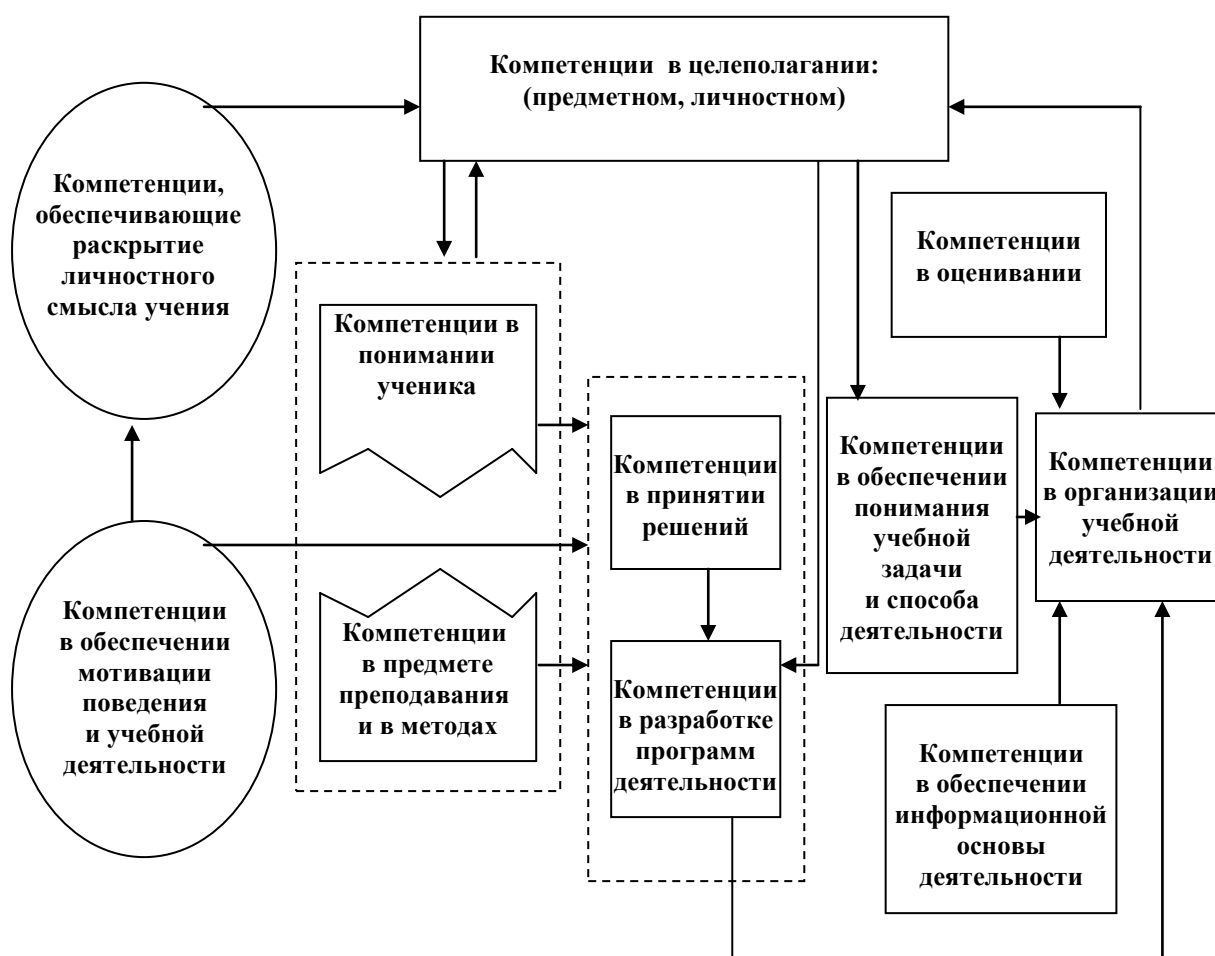 Компетенции в целеполагании:
(предметном, личностном)
Компетенции,
обеспечивающие
раскрытие
личностного
смысла учения
Компетенции
в оценивании
Компетенции в
понимании
ученика
Компетенции
в принятии
решений
Компетенции
в обеспечении
понимания
учебной
задачи
и способа
деятельности
Компетенции
в организации
учебной
деятельности
Компетенции
в обеспечении
мотивации
поведения
и учебной
деятельности
Компетенции
в предмете
преподавания
и в методах
Компетенции
в разработке
программ
деятельности
Компетенции
в обеспечении
информационной
основы
деятельности